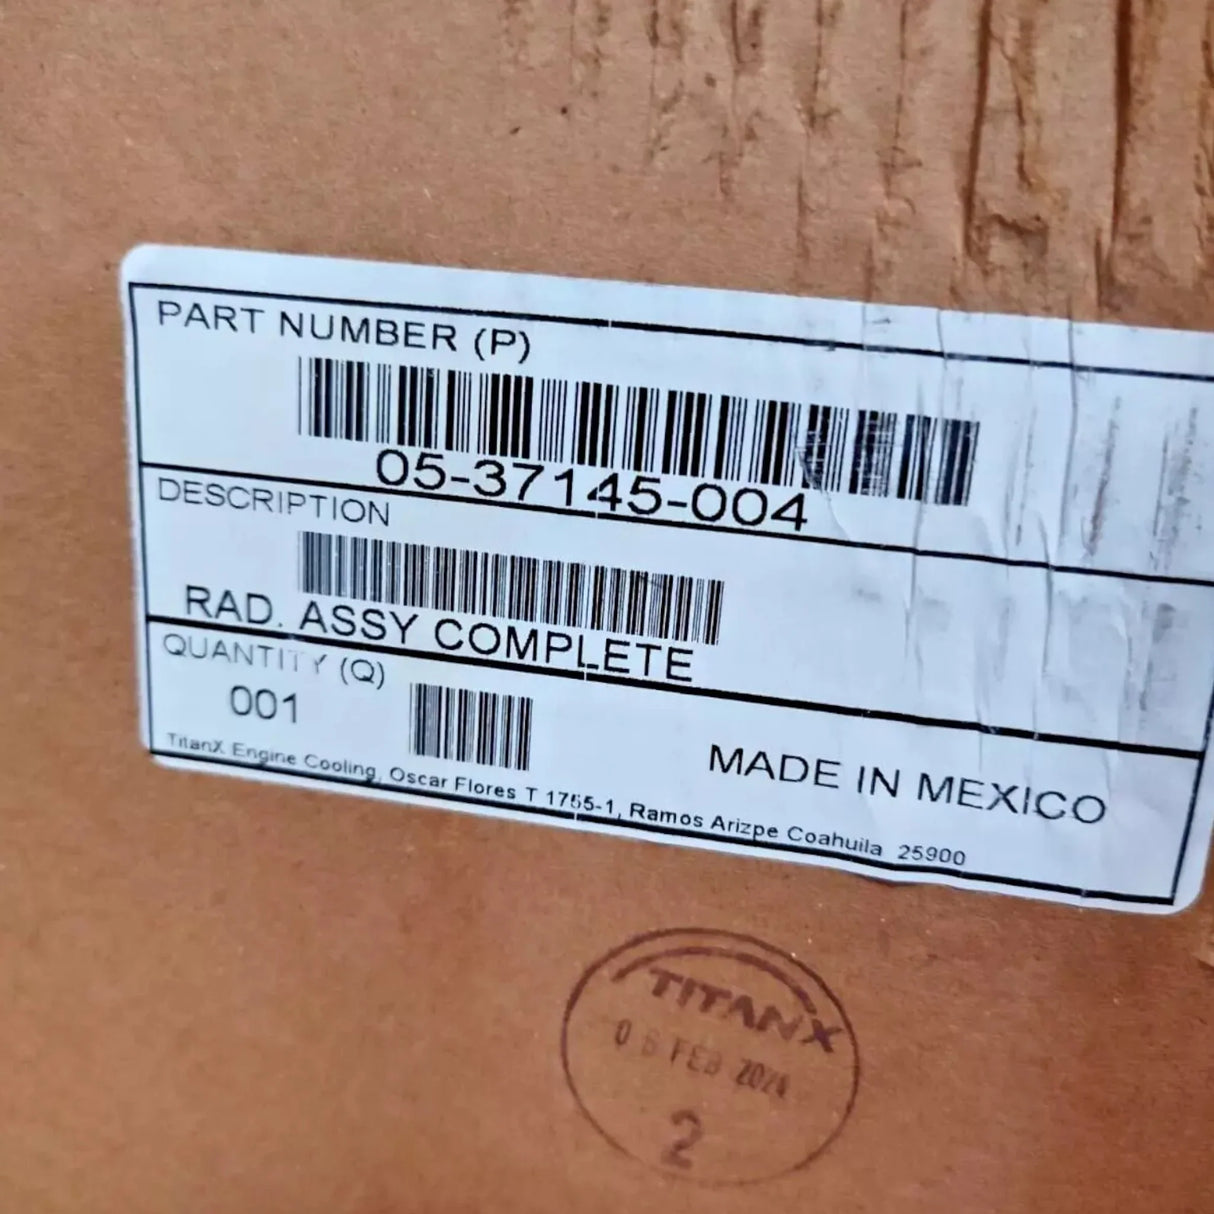 PART NUMBER (P)
05-37145-004
DESCRIPTION
RAD. ASSY COMPLETE
QUANTITY (Q)
001
MADE IN MEXICO
TitanX Engine Cooling, Oscar Flores T 1755-1, Ramos Arizpe Coahuila 25900
TITANX
FEB 2024
2